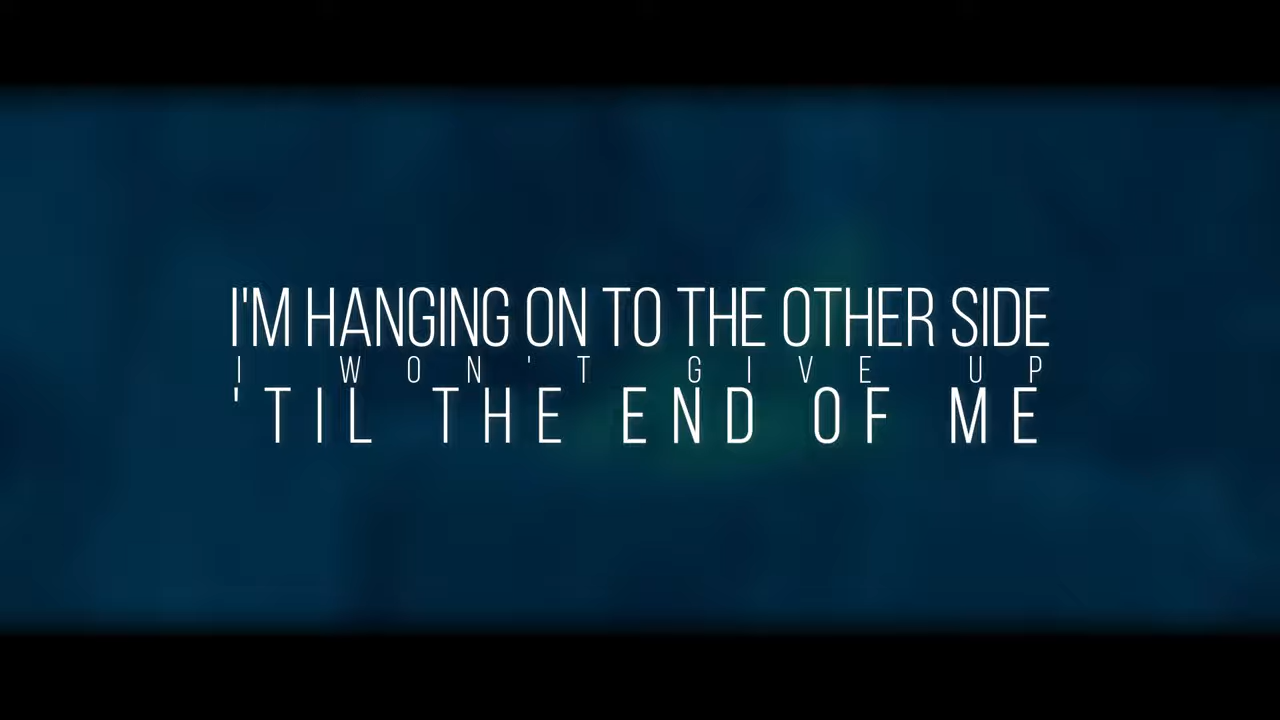 I'M HANGING ON TO THE OTHER SIDE
I WON'T GIVE UP
'TIL THE END OF ME